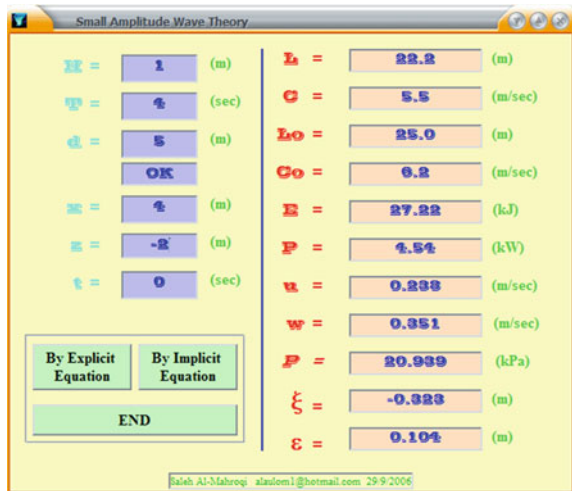 Small Amplitude Wave Theory
H = 1 (m)
T = 4 (sec)
d = 5 (m)
OK
x = 4 (m)
z = -2 (m)
t = 0 (sec)
By Explicit Equation
By Implicit Equation
END
L = 22.2 (m)
C = 5.5 (m/sec)
Lo = 25.0 (m)
Co = 6.2 (m/sec)
E = 27.22 (kJ)
P = 4.54 (kW)
u = 0.238 (m/sec)
w = 0.351 (m/sec)
P = 20.939 (kPa)
ξ = -0.323 (m)
ε = 0.104 (m)
Saleh Al-Mahroqi alaulom1@hotmail.com 29/9/2006